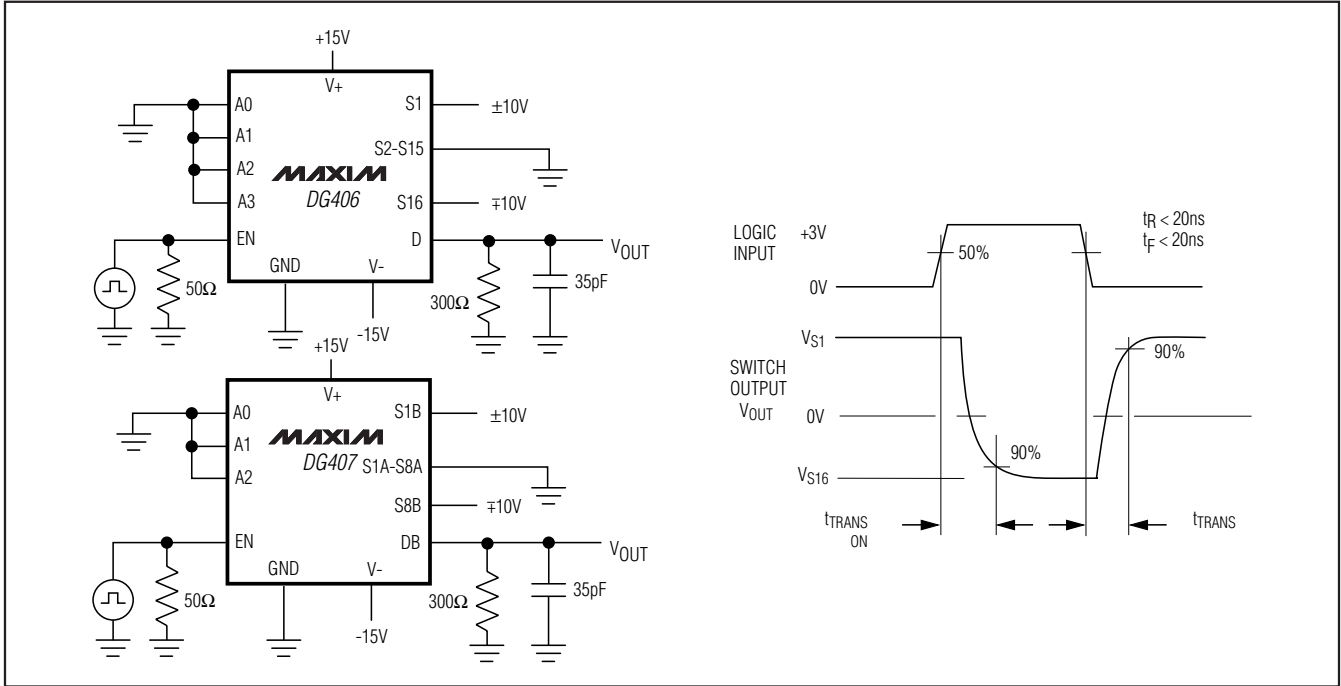 +15V
V+
A0
S1
±10V
A1
S2-S15
A2
MAXIM
DG406
A3
S16
∓10V
EN
D
VOUT
GND
V-
50Ω
300Ω
35pF
-15V
+15V
V+
A0
S1B
±10V
A1
MAXIM
DG407
S1A-S8A
A2
S8B
∓10V
EN
DB
VOUT
GND
V-
50Ω
300Ω
35pF
-15V
LOGIC
INPUT
+3V
50%
tR < 20ns
tF < 20ns
0V
VS1
90%
SWITCH
OUTPUT
VOUT
0V
90%
VS16
tTRANS
ON
tTRANS